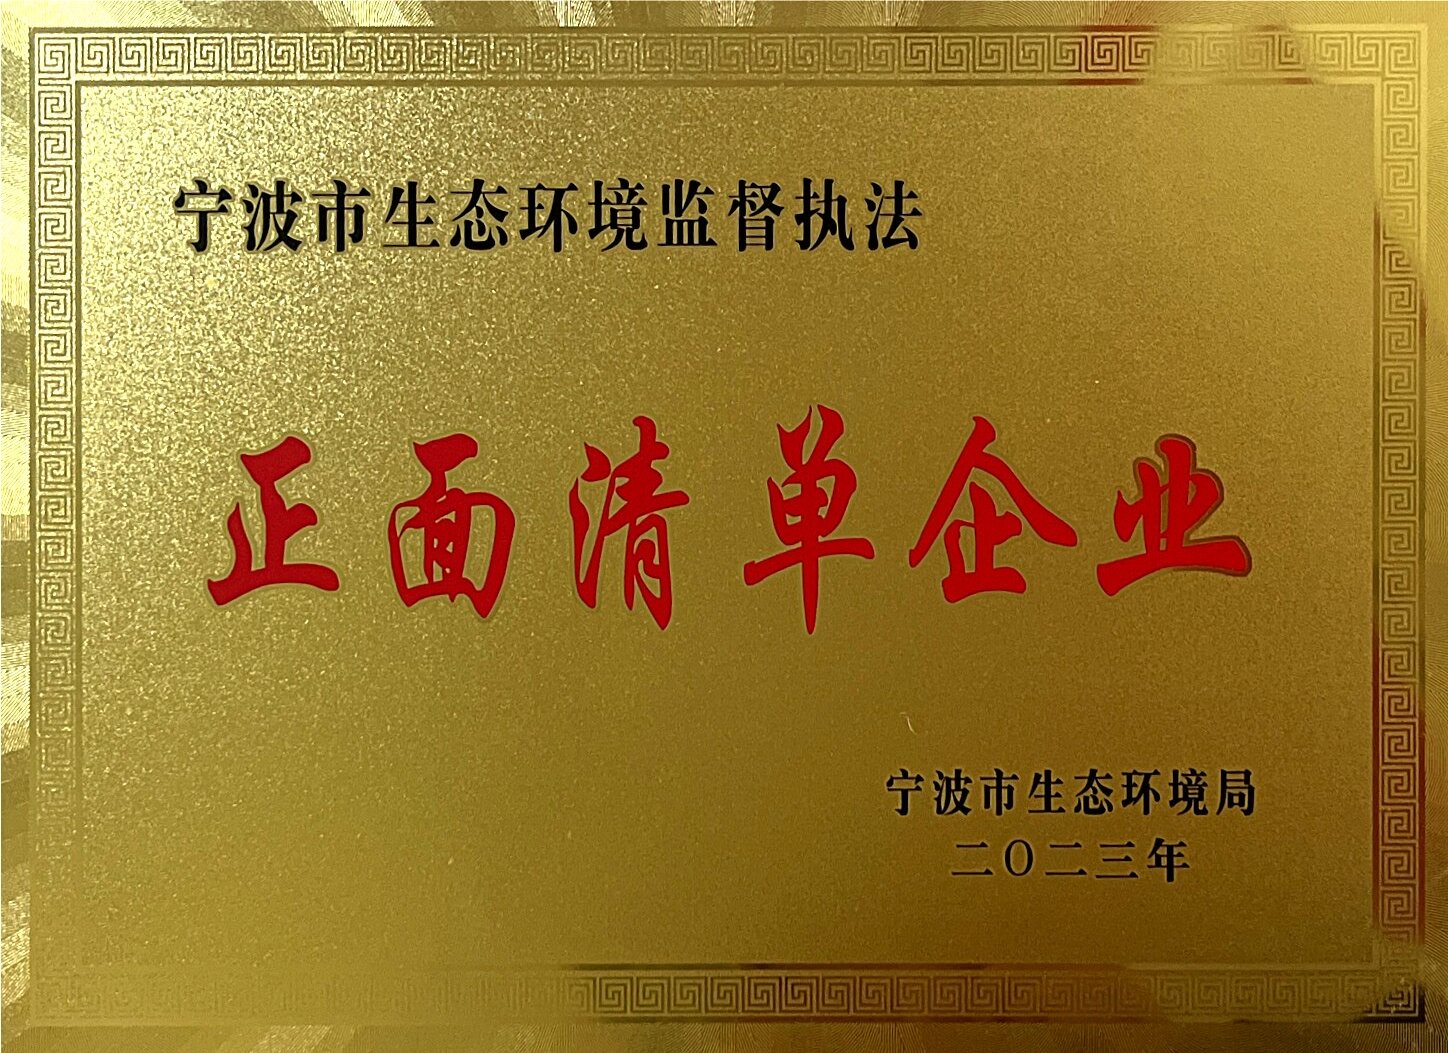 宁波市生态环境监督执法
正面清单企业
宁波市生态环境局
二〇二三年